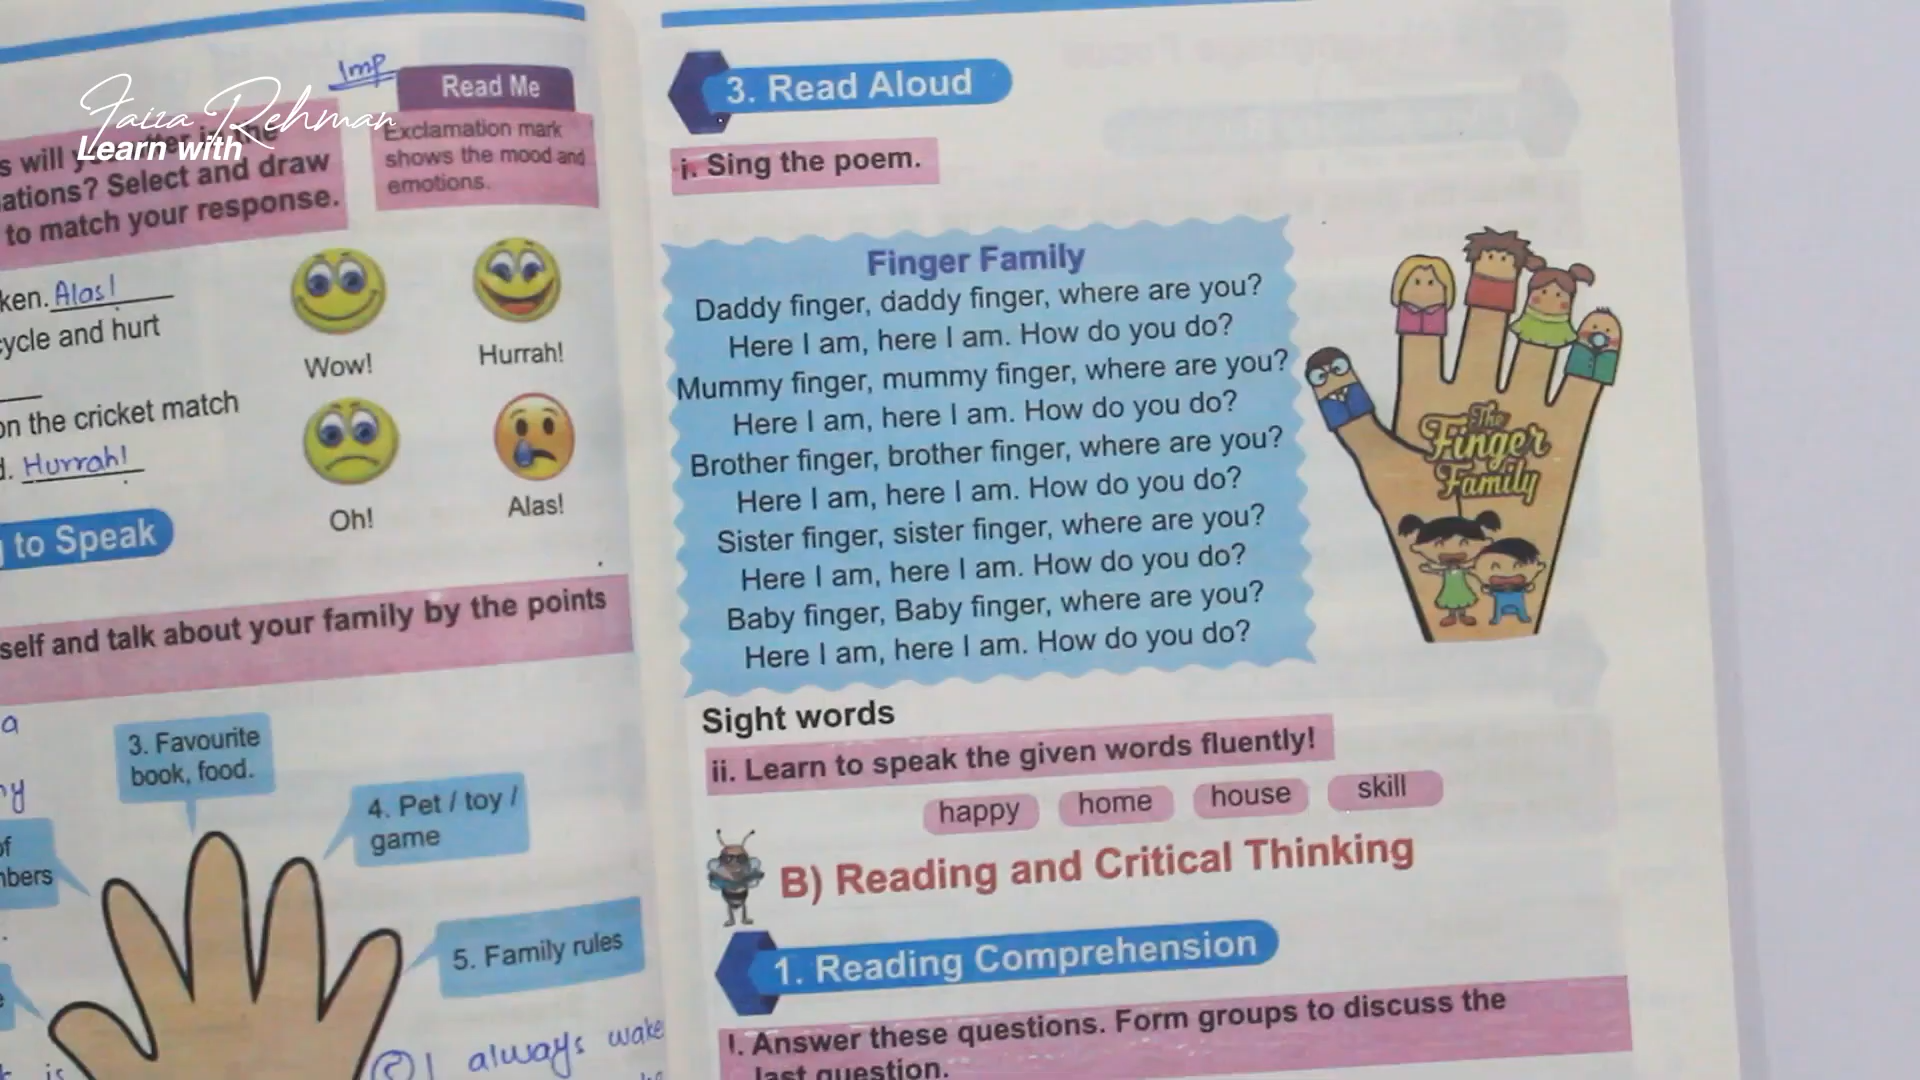 Faiza Rehman
Learn with
Imp
Read Me
Exclamation mark
shows the mood and
emotions.
s will
ations? Select and draw
to match your response.
ken. Alas!
ycle and hurt
on the cricket match
d. Hurrah!
Wow!
Hurrah!
Oh!
Alas!
to Speak
self and talk about your family by the points
a
3. Favourite
book, food.
4. Pet / toy /
game
of
mbers
5. Family rules
I always wake
is
3. Read Aloud
i. Sing the poem.
Finger Family
Daddy finger, daddy finger, where are you?
Here I am, here I am. How do you do?
Mummy finger, mummy finger, where are you?
Here I am, here I am. How do you do?
Brother finger, brother finger, where are you?
Here I am, here I am. How do you do?
Sister finger, sister finger, where are you?
Here I am, here I am. How do you do?
Baby finger, Baby finger, where are you?
Here I am, here I am. How do you do?
The
Finger
Family
Sight words
ii. Learn to speak the given words fluently!
happy home house skill
B) Reading and Critical Thinking
1. Reading Comprehension
I. Answer these questions. Form groups to discuss the
last question.